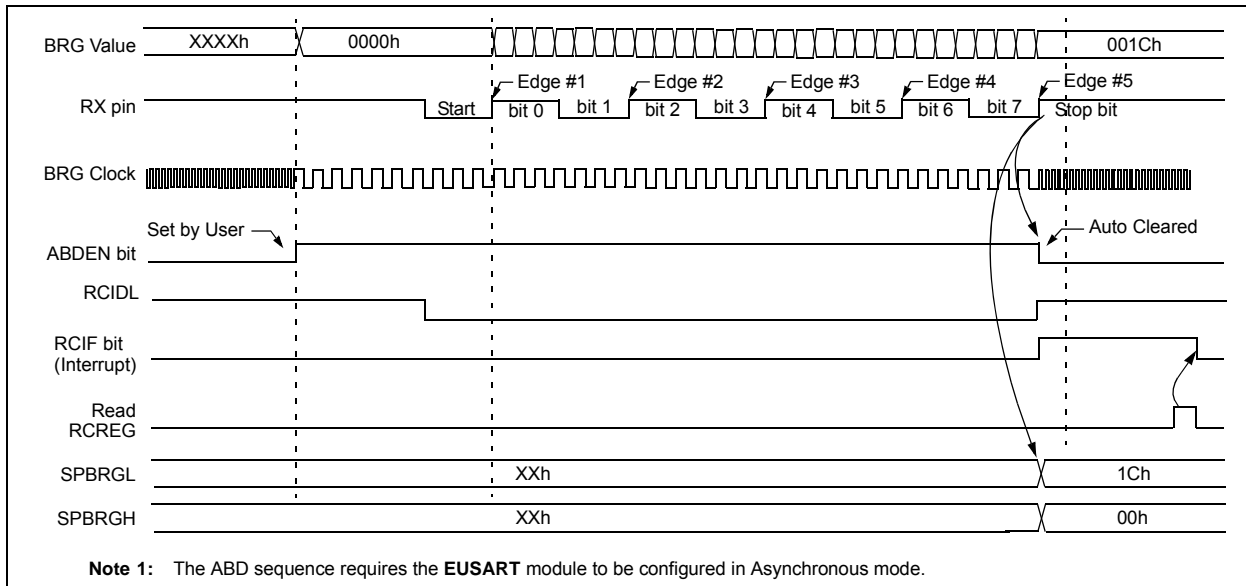 BRG Value XXXXh 0000h 001Ch
Edge #1 Edge #2 Edge #3 Edge #4 Edge #5
RX pin Start bit 0 bit 1 bit 2 bit 3 bit 4 bit 5 bit 6 bit 7 Stop bit
BRG Clock
Set by User Auto Cleared
ABDEN bit
RCIDL
RCIF bit
(Interrupt)
Read
RCREG
SPBRGL XXh 1Ch
SPBRGH XXh 00h
Note 1: The ABD sequence requires the EUSART module to be configured in Asynchronous mode.